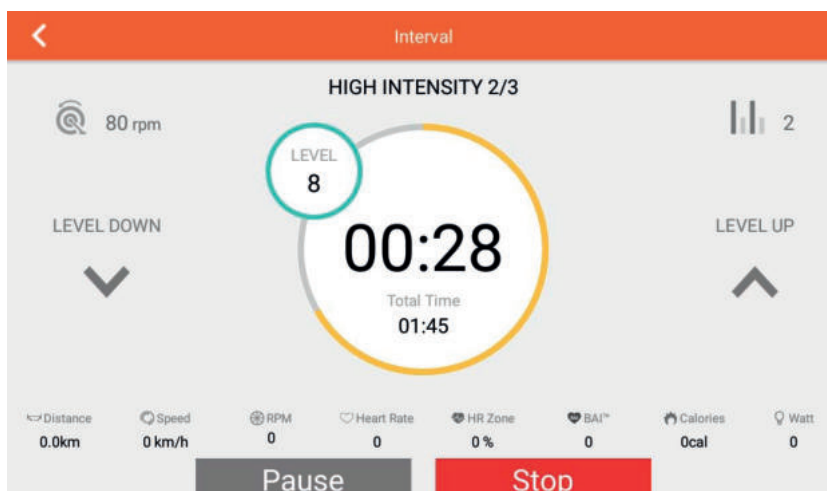 Interval
HIGH INTENSITY 2/3
80 rpm
2
LEVEL
8
LEVEL DOWN
LEVEL UP
00:28
Total Time
01:45
Distance Speed RPM Heart Rate HR Zone BAI™ Calories Watt
0.0km 0 km/h 0 0 0 % 0 0cal 0
Pause Stop